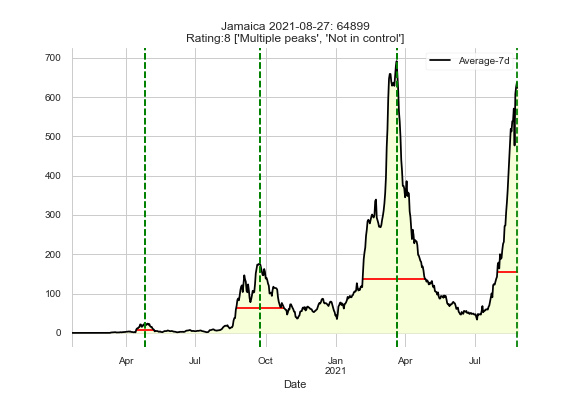 Jamaica 2021-08-27: 64899
Rating:8 ['Multiple peaks', 'Not in control']
Average-7d
700
600
500
400
300
200
100
0
Apr Jul Oct Jan Apr Jul
2021
Date